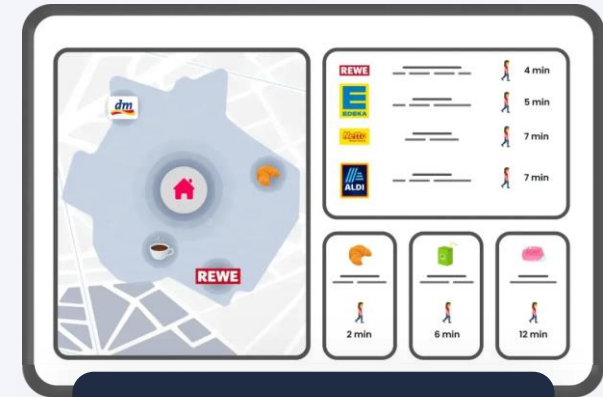 dm
REWE
REWE
4 min
EDEKA
5 min
Netto
7 min
ALDI
7 min
2 min
6 min
12 min